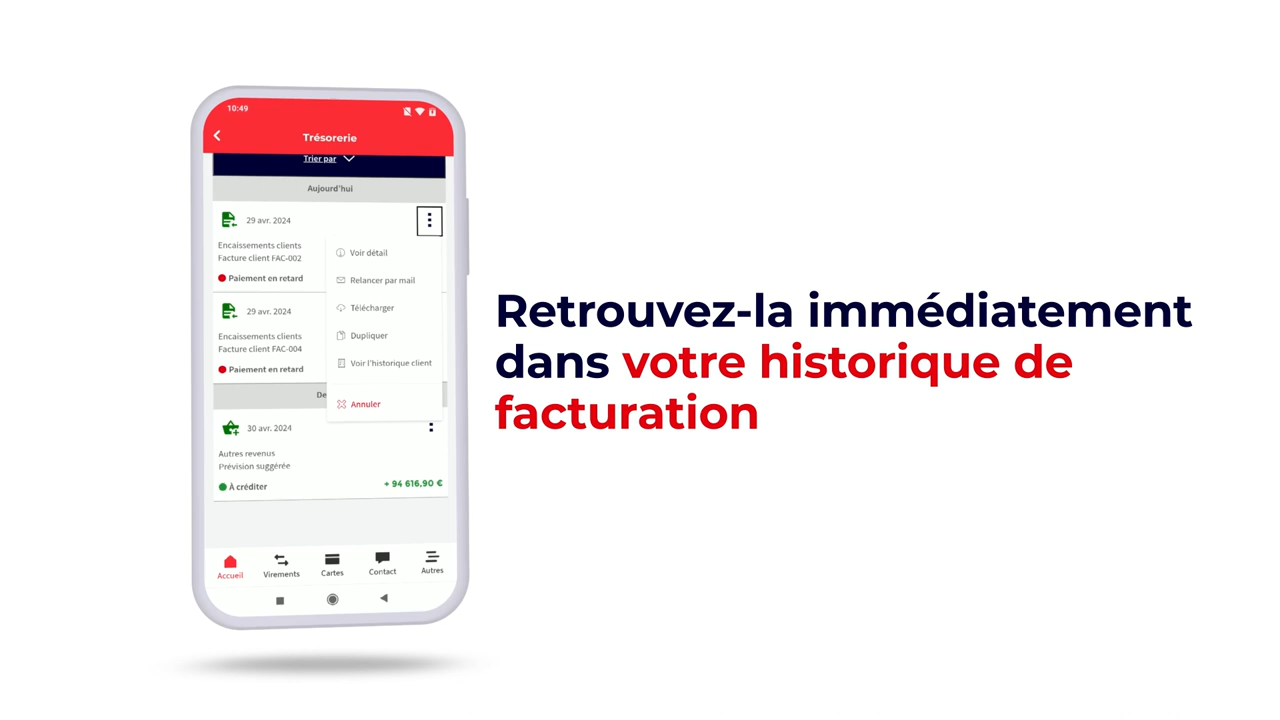 10:49
Trésorerie
Trier par
Aujourd'hui
29 avr. 2024
Encaissements clients
Facture client FAC-002
Paiement en retard
Voir détail
Relancer par mail
Télécharger
Dupliquer
Voir l'historique client
Annuler
29 avr. 2024
Encaissements clients
Facture client FAC-004
Paiement en retard
De
30 avr. 2024
Autres revenus
Prévision suggérée
À créditer
+ 94 616,90 €
Accueil
Virements
Cartes
Contact
Autres
Retrouvez-la immédiatement
dans votre historique de
facturation